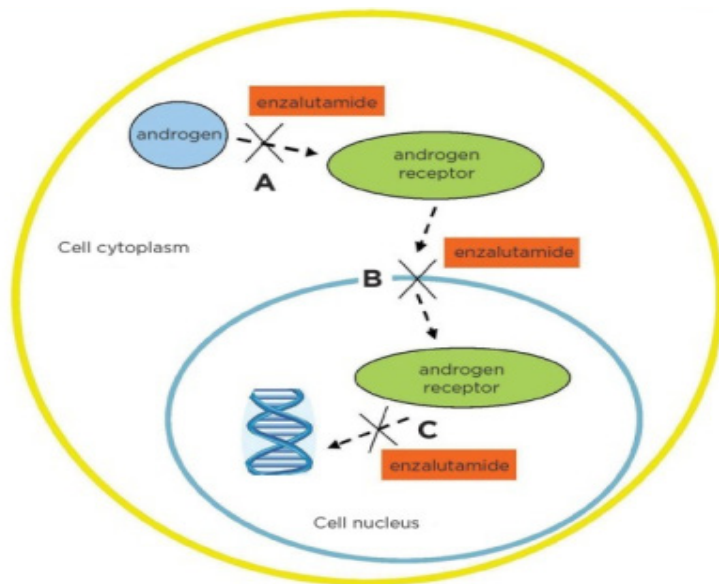 enzalutamide
androgen
A
androgen
receptor
Cell cytoplasm
enzalutamide
B
androgen
receptor
C
enzalutamide
Cell nucleus